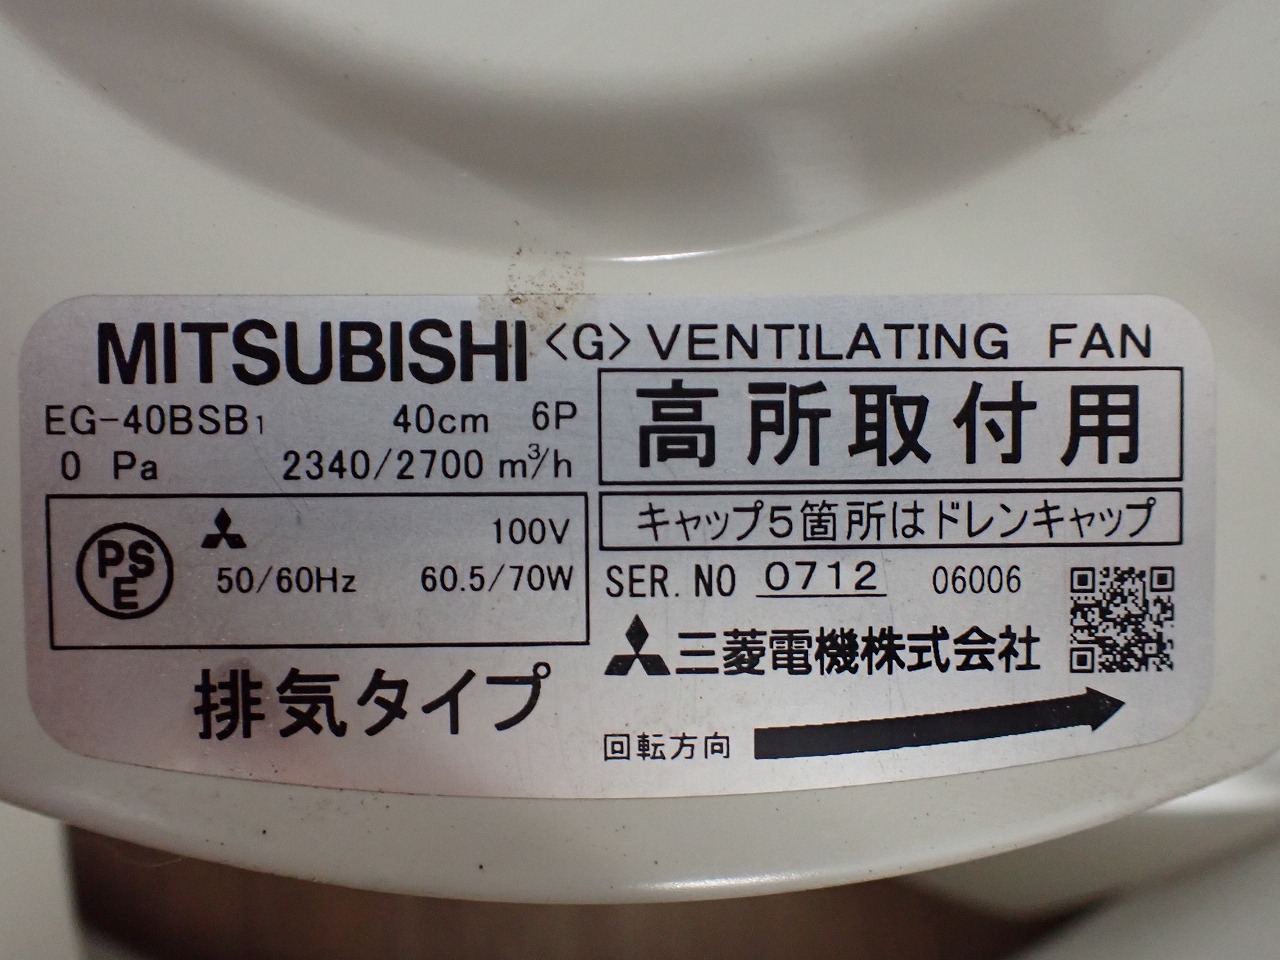 MITSUBISHI <G> VENTILATING FAN
EG-40BSB1 40cm 6P
0 Pa 2340/2700 m³/h
高所取付用
キャップ5箇所はドレンキャップ
PSE
100V
50/60Hz 60.5/70W
SER. NO 0712 06006
三菱電機株式会社
排気タイプ
回転方向